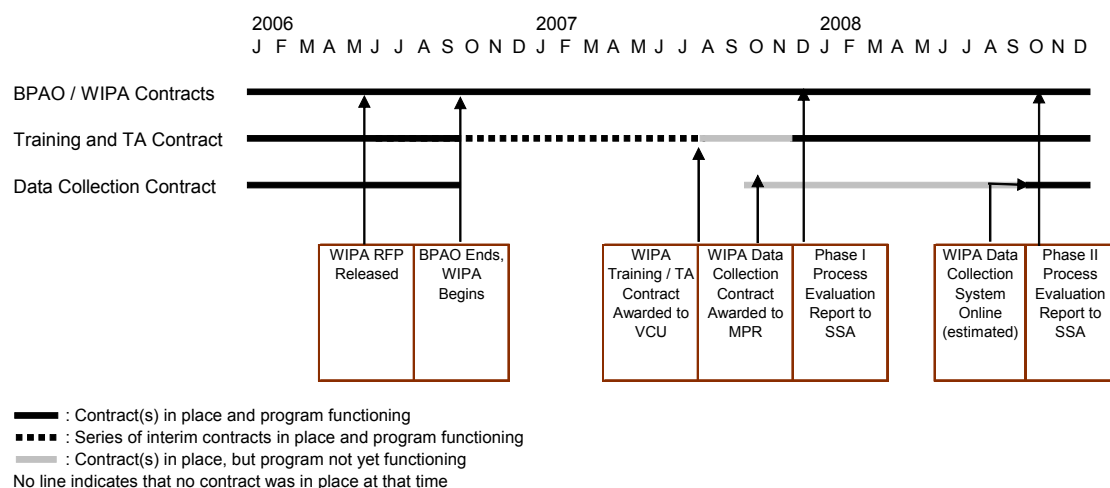 2006 2007 2008
J F M A M J J A S O N D J F M A M J J A S O N D J F M A M J J A S O N D
BPAO / WIPA Contracts
Training and TA Contract
Data Collection Contract
WIPA RFP
Released
BPAO Ends,
WIPA
Begins
WIPA
Training / TA
Contract
Awarded to
VCU
WIPA Data
Collection
Contract
Awarded to
MPR
Phase I
Process
Evaluation
Report to
SSA
WIPA Data
Collection
System
Online
(estimated)
Phase II
Process
Evaluation
Report to
SSA
: Contract(s) in place and program functioning
: Series of interim contracts in place and program functioning
: Contract(s) in place, but program not yet functioning
No line indicates that no contract was in place at that time